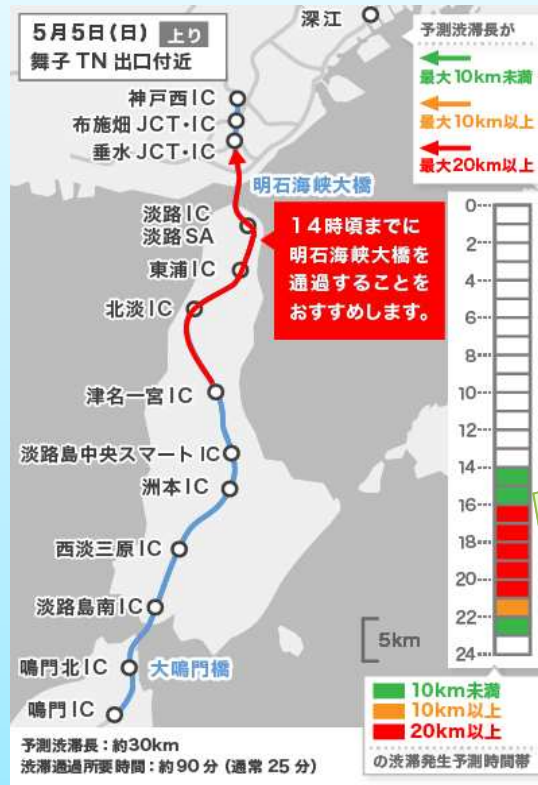 5月5日(日) 上り
舞子TN 出口付近
深江
予測渋滞長が
最大10km未満
最大10km以上
最大20km以上
神戸西IC
布施畑JCT・IC
垂水JCT・IC
明石海峡大橋
淡路IC
淡路SA
東浦IC
北淡IC
津名一宮IC
淡路島中央スマートIC
洲本IC
西淡三原IC
淡路島南IC
鳴門北IC
大鳴門橋
鳴門IC
14時頃までに
明石海峡大橋を
通過することを
おすすめします。
0
2
4
6
8
10
12
14
16
18
20
22
24
5km
10km未満
10km以上
20km以上
の渋滞発生予測時間帯
予測渋滞長:約30km
渋滞通過所要時間:約90分(通常25分)